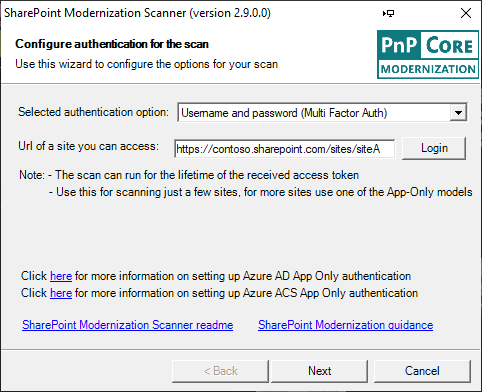 SharePoint Modernization Scanner (version 2.9.0.0)
Configure authentication for the scan
Use this wizard to configure the options for your scan
PnP Core
MODERNIZATION
Selected authentication option: Username and password (Multi Factor Auth)
Url of a site you can access: https://contoso.sharepoint.com/sites/siteA Login
Note: - The scan can run for the lifetime of the received access token
- Use this for scanning just a few sites, for more sites use one of the App-Only models
Click here for more information on setting up Azure AD App Only authentication
Click here for more information on setting up Azure ACS App Only authentication
SharePoint Modernization Scanner readme SharePoint Modernization guidance
< Back Next Cancel